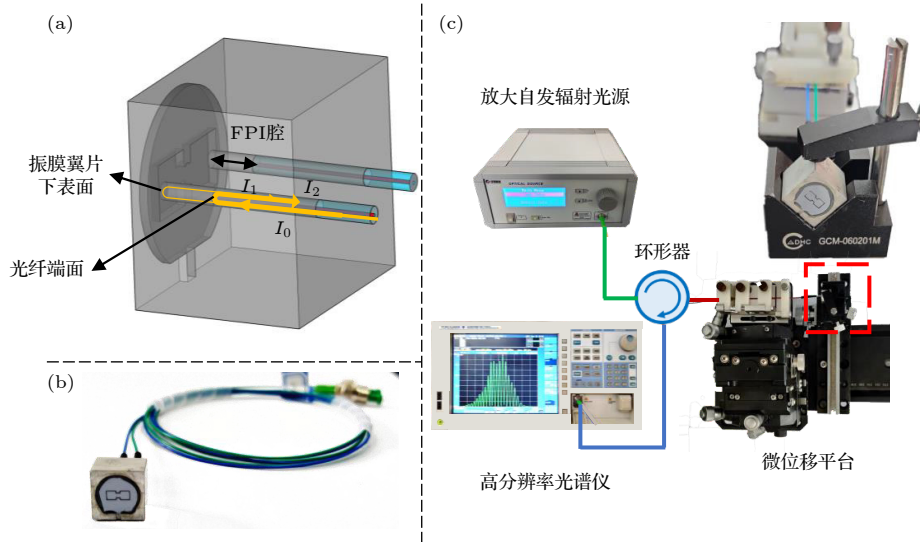 (a)
FPI腔
振膜翼片
下表面
I₁
I₂
I₀
光纤端面
(b)
(c)
放大自发辐射光源
OPTICAL SOURCE
DHC GCM-060201M
环形器
高分辨率光谱仪
微位移平台